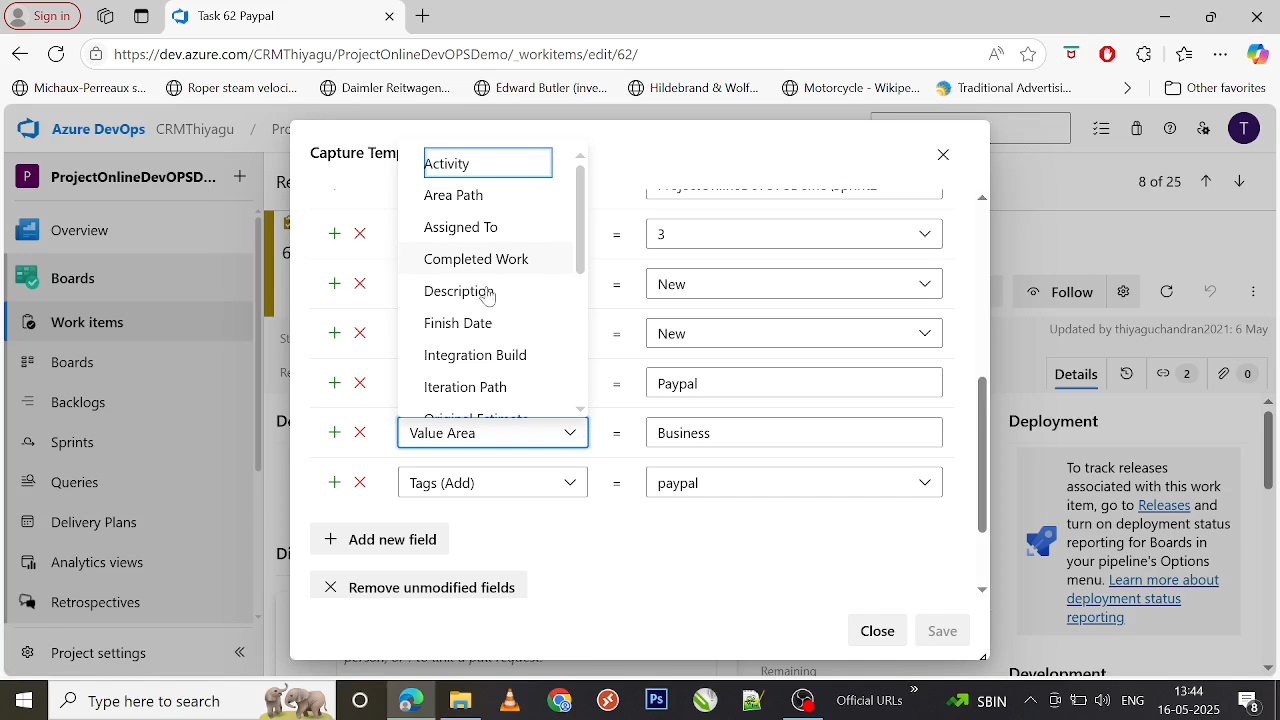 Sign in
Task 62 Paypal
https://dev.azure.com/CRMThiyagu/ProjectOnlineDevOPSDemo/_workitems/edit/62/
Michaux-Perreaux s...
Roper steam veloci...
Daimler Reitwagen...
Edward Butler (inve...
Hildebrand & Wolf...
Motorcycle - Wikipe...
Traditional Advertisi...
Other favorites
Azure DevOps
CRMThiyagu
/
T
P
ProjectOnlineDevOPSD...
Capture Temp
8 of 25
Activity
Area Path
Overview
Assigned To
=
3
Boards
Completed Work
=
New
Follow
Description
Work items
Finish Date
=
New
Updated by thiyaguchandran2021: 6 May
Boards
Integration Build
Details
2
0
Backlogs
Iteration Path
=
Paypal
Original Estimate
Deployment
Sprints
Value Area
=
Business
Queries
Tags (Add)
=
paypal
To track releases
associated with this work
item, go to Releases and
turn on deployment status
reporting for Boards in
your pipeline's Options
menu. Learn more about
deployment status
reporting
Delivery Plans
Add new field
Analytics views
Remove unmodified fields
Retrospectives
Close
Save
Project settings
Remaining
Development
Type here to search
Ps
Official URLs
SBIN
ENG
13:44
16-05-2025
8